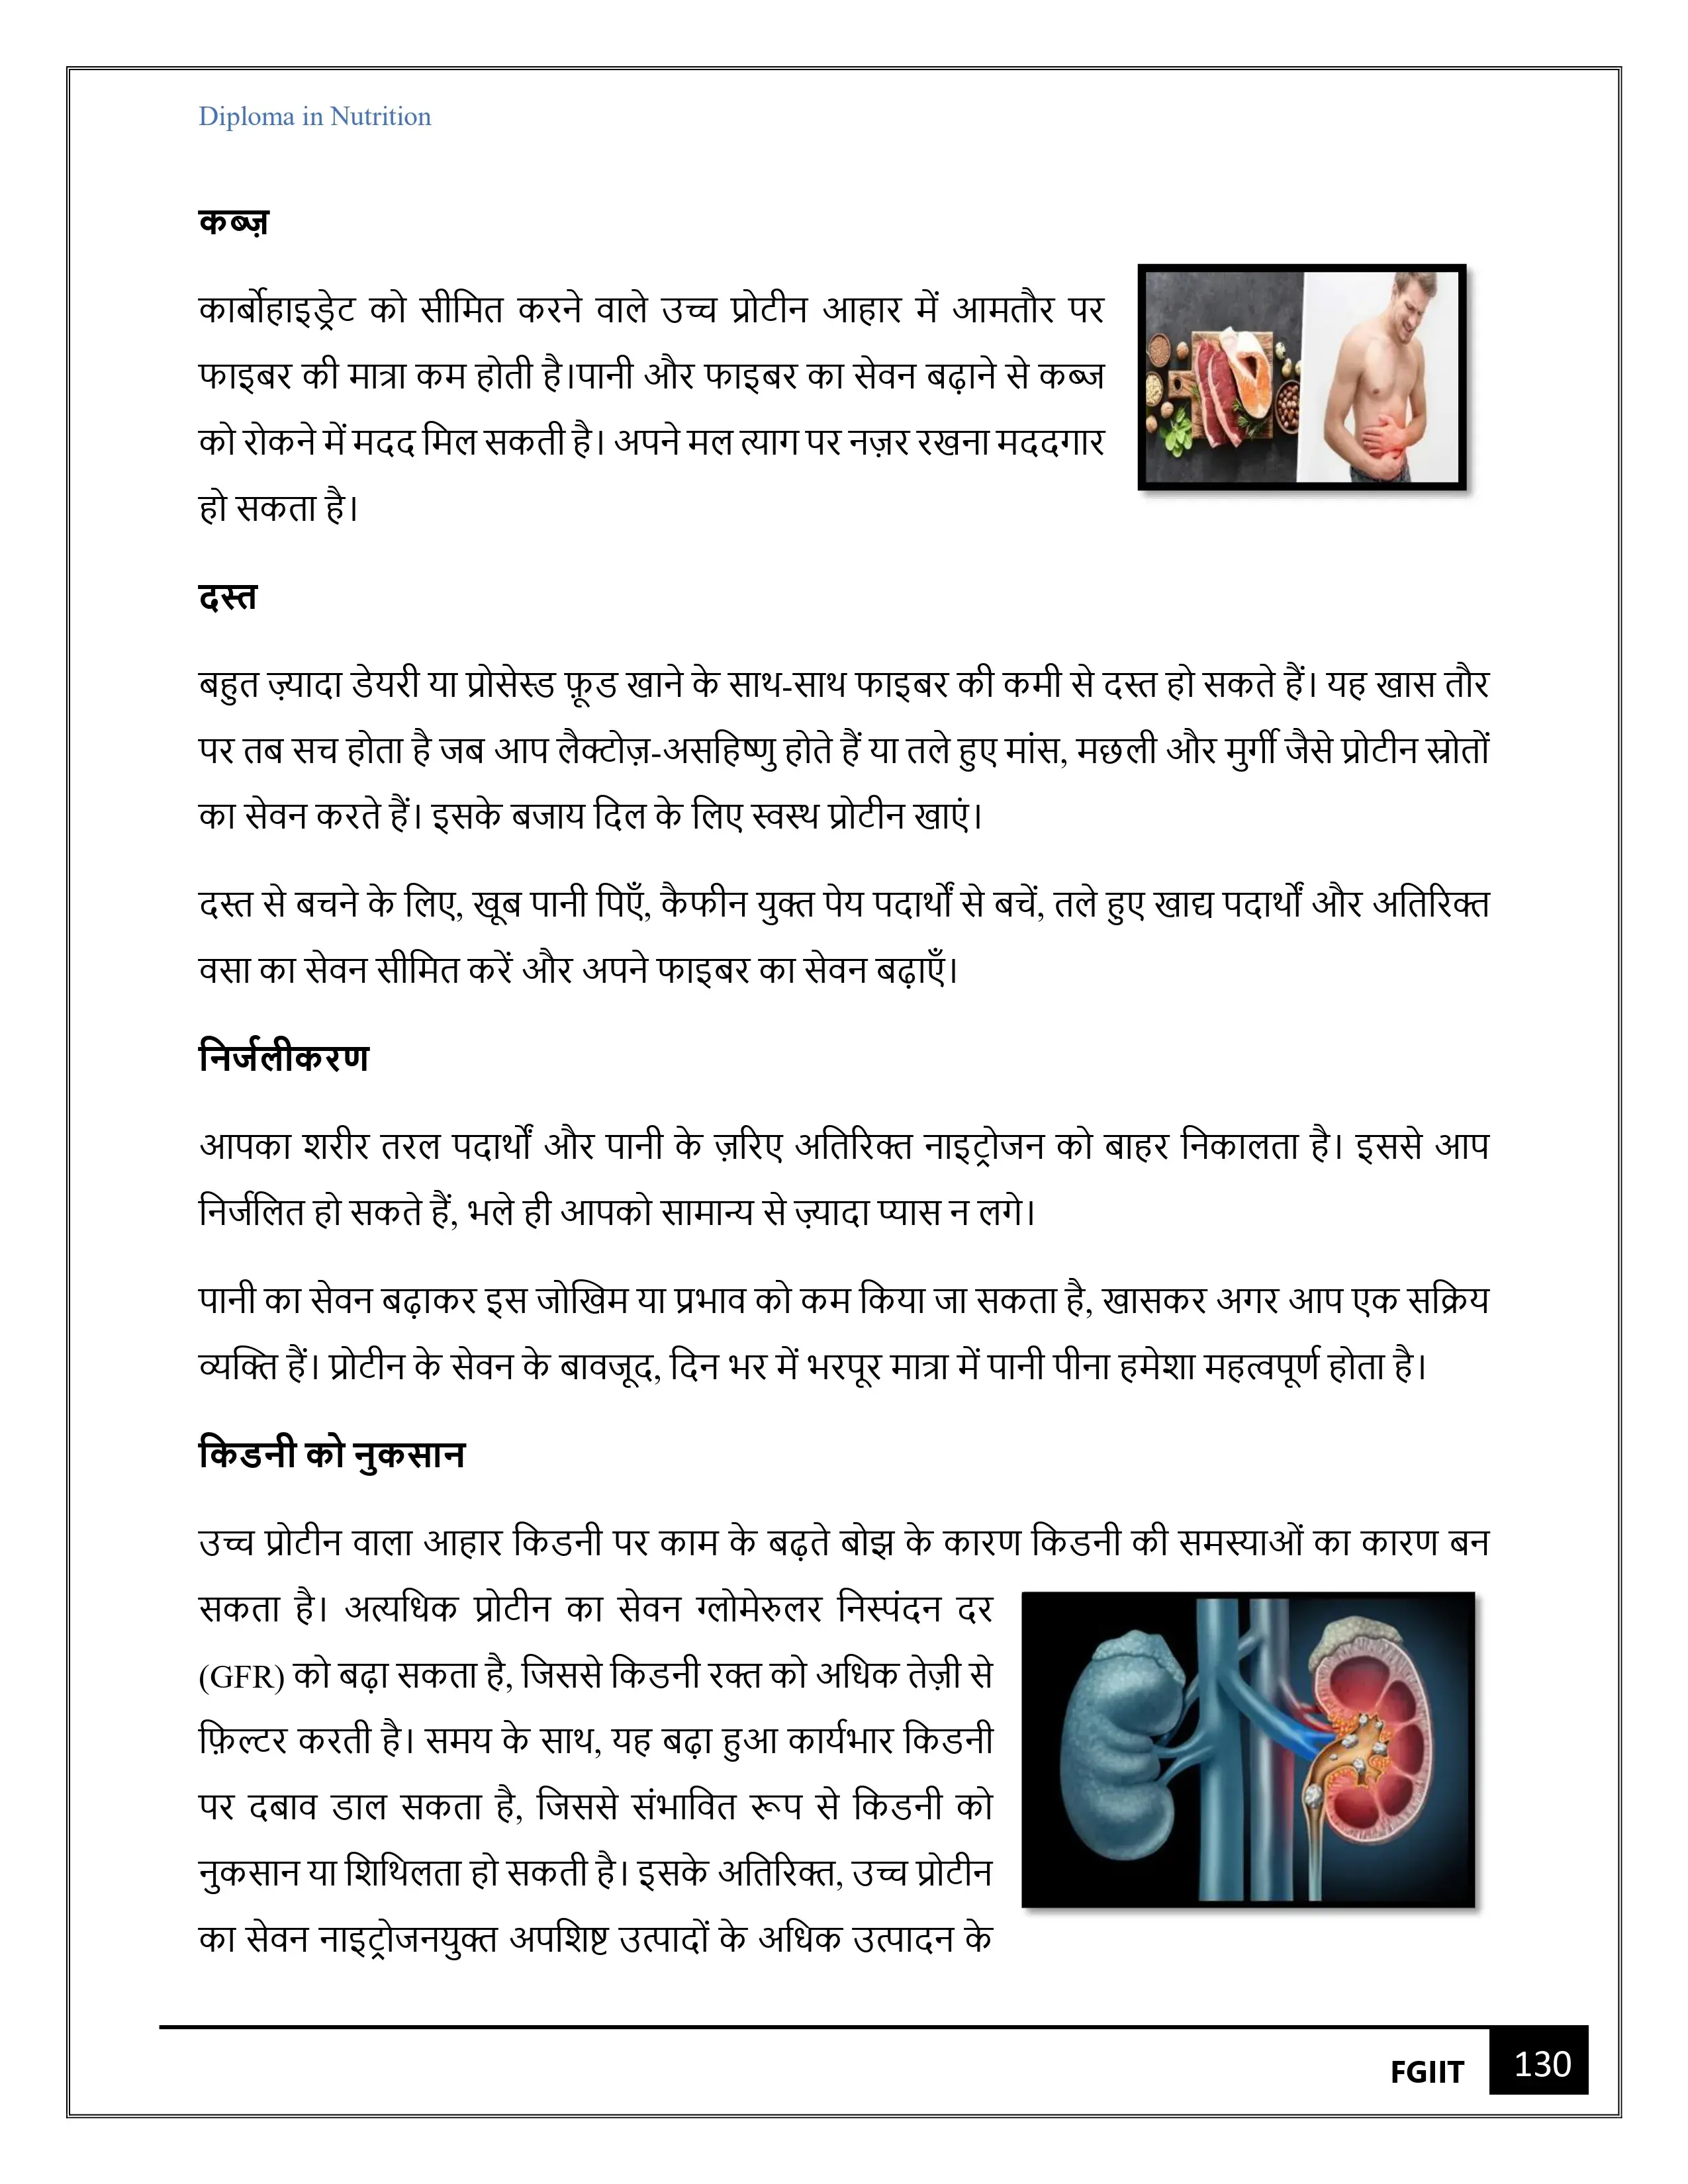 Diploma in Nutrition
कब्ज़
कार्बोहाइड्रेट को सीमित करने वाले उच्च प्रोटीन आहार में आमतौर पर
फाइबर की मात्रा कम होती है।पानी और फाइबर का सेवन बढ़ाने से कब्ज
को रोकने में मदद मिल सकती है। अपने मल त्याग पर नज़र रखना मददगार
हो सकता है।
दस्त
बहुत ज़्यादा डेयरी या प्रोसेस्ड फ़ूड खाने के साथ-साथ फाइबर की कमी से दस्त हो सकते हैं। यह खास तौर
पर तब सच होता है जब आप लैक्टोज़-असहिष्णु होते हैं या तले हुए मांस, मछली और मुर्गी जैसे प्रोटीन स्रोतों
का सेवन करते हैं। इसके बजाय दिल के लिए स्वस्थ प्रोटीन खाएं।
दस्त से बचने के लिए, खूब पानी पिएँ, कैफीन युक्त पेय पदार्थों से बचें, तले हुए खाद्य पदार्थों और अतिरिक्त
वसा का सेवन सीमित करें और अपने फाइबर का सेवन बढ़ाएँ।
निर्जलीकरण
आपका शरीर तरल पदार्थों और पानी के ज़रिए अतिरिक्त नाइट्रोजन को बाहर निकालता है। इससे आप
निर्जलित हो सकते हैं, भले ही आपको सामान्य से ज़्यादा प्यास न लगे।
पानी का सेवन बढ़ाकर इस जोखिम या प्रभाव को कम किया जा सकता है, खासकर अगर आप एक सक्रिय
व्यक्ति हैं। प्रोटीन के सेवन के बावजूद, दिन भर में भरपूर मात्रा में पानी पीना हमेशा महत्वपूर्ण होता है।
किडनी को नुकसान
उच्च प्रोटीन वाला आहार किडनी पर काम के बढ़ते बोझ के कारण किडनी की समस्याओं का कारण बन
सकता है। अत्यधिक प्रोटीन का सेवन ग्लोमेरुलर निस्पंदन दर
(GFR) को बढ़ा सकता है, जिससे किडनी रक्त को अधिक तेज़ी से
फ़िल्टर करती है। समय के साथ, यह बढ़ा हुआ कार्यभार किडनी
पर दबाव डाल सकता है, जिससे संभावित रूप से किडनी को
नुकसान या शिथिलता हो सकती है। इसके अतिरिक्त, उच्च प्रोटीन
का सेवन नाइट्रोजनयुक्त अपशिष्ट उत्पादों के अधिक उत्पादन के
FGIIT 130